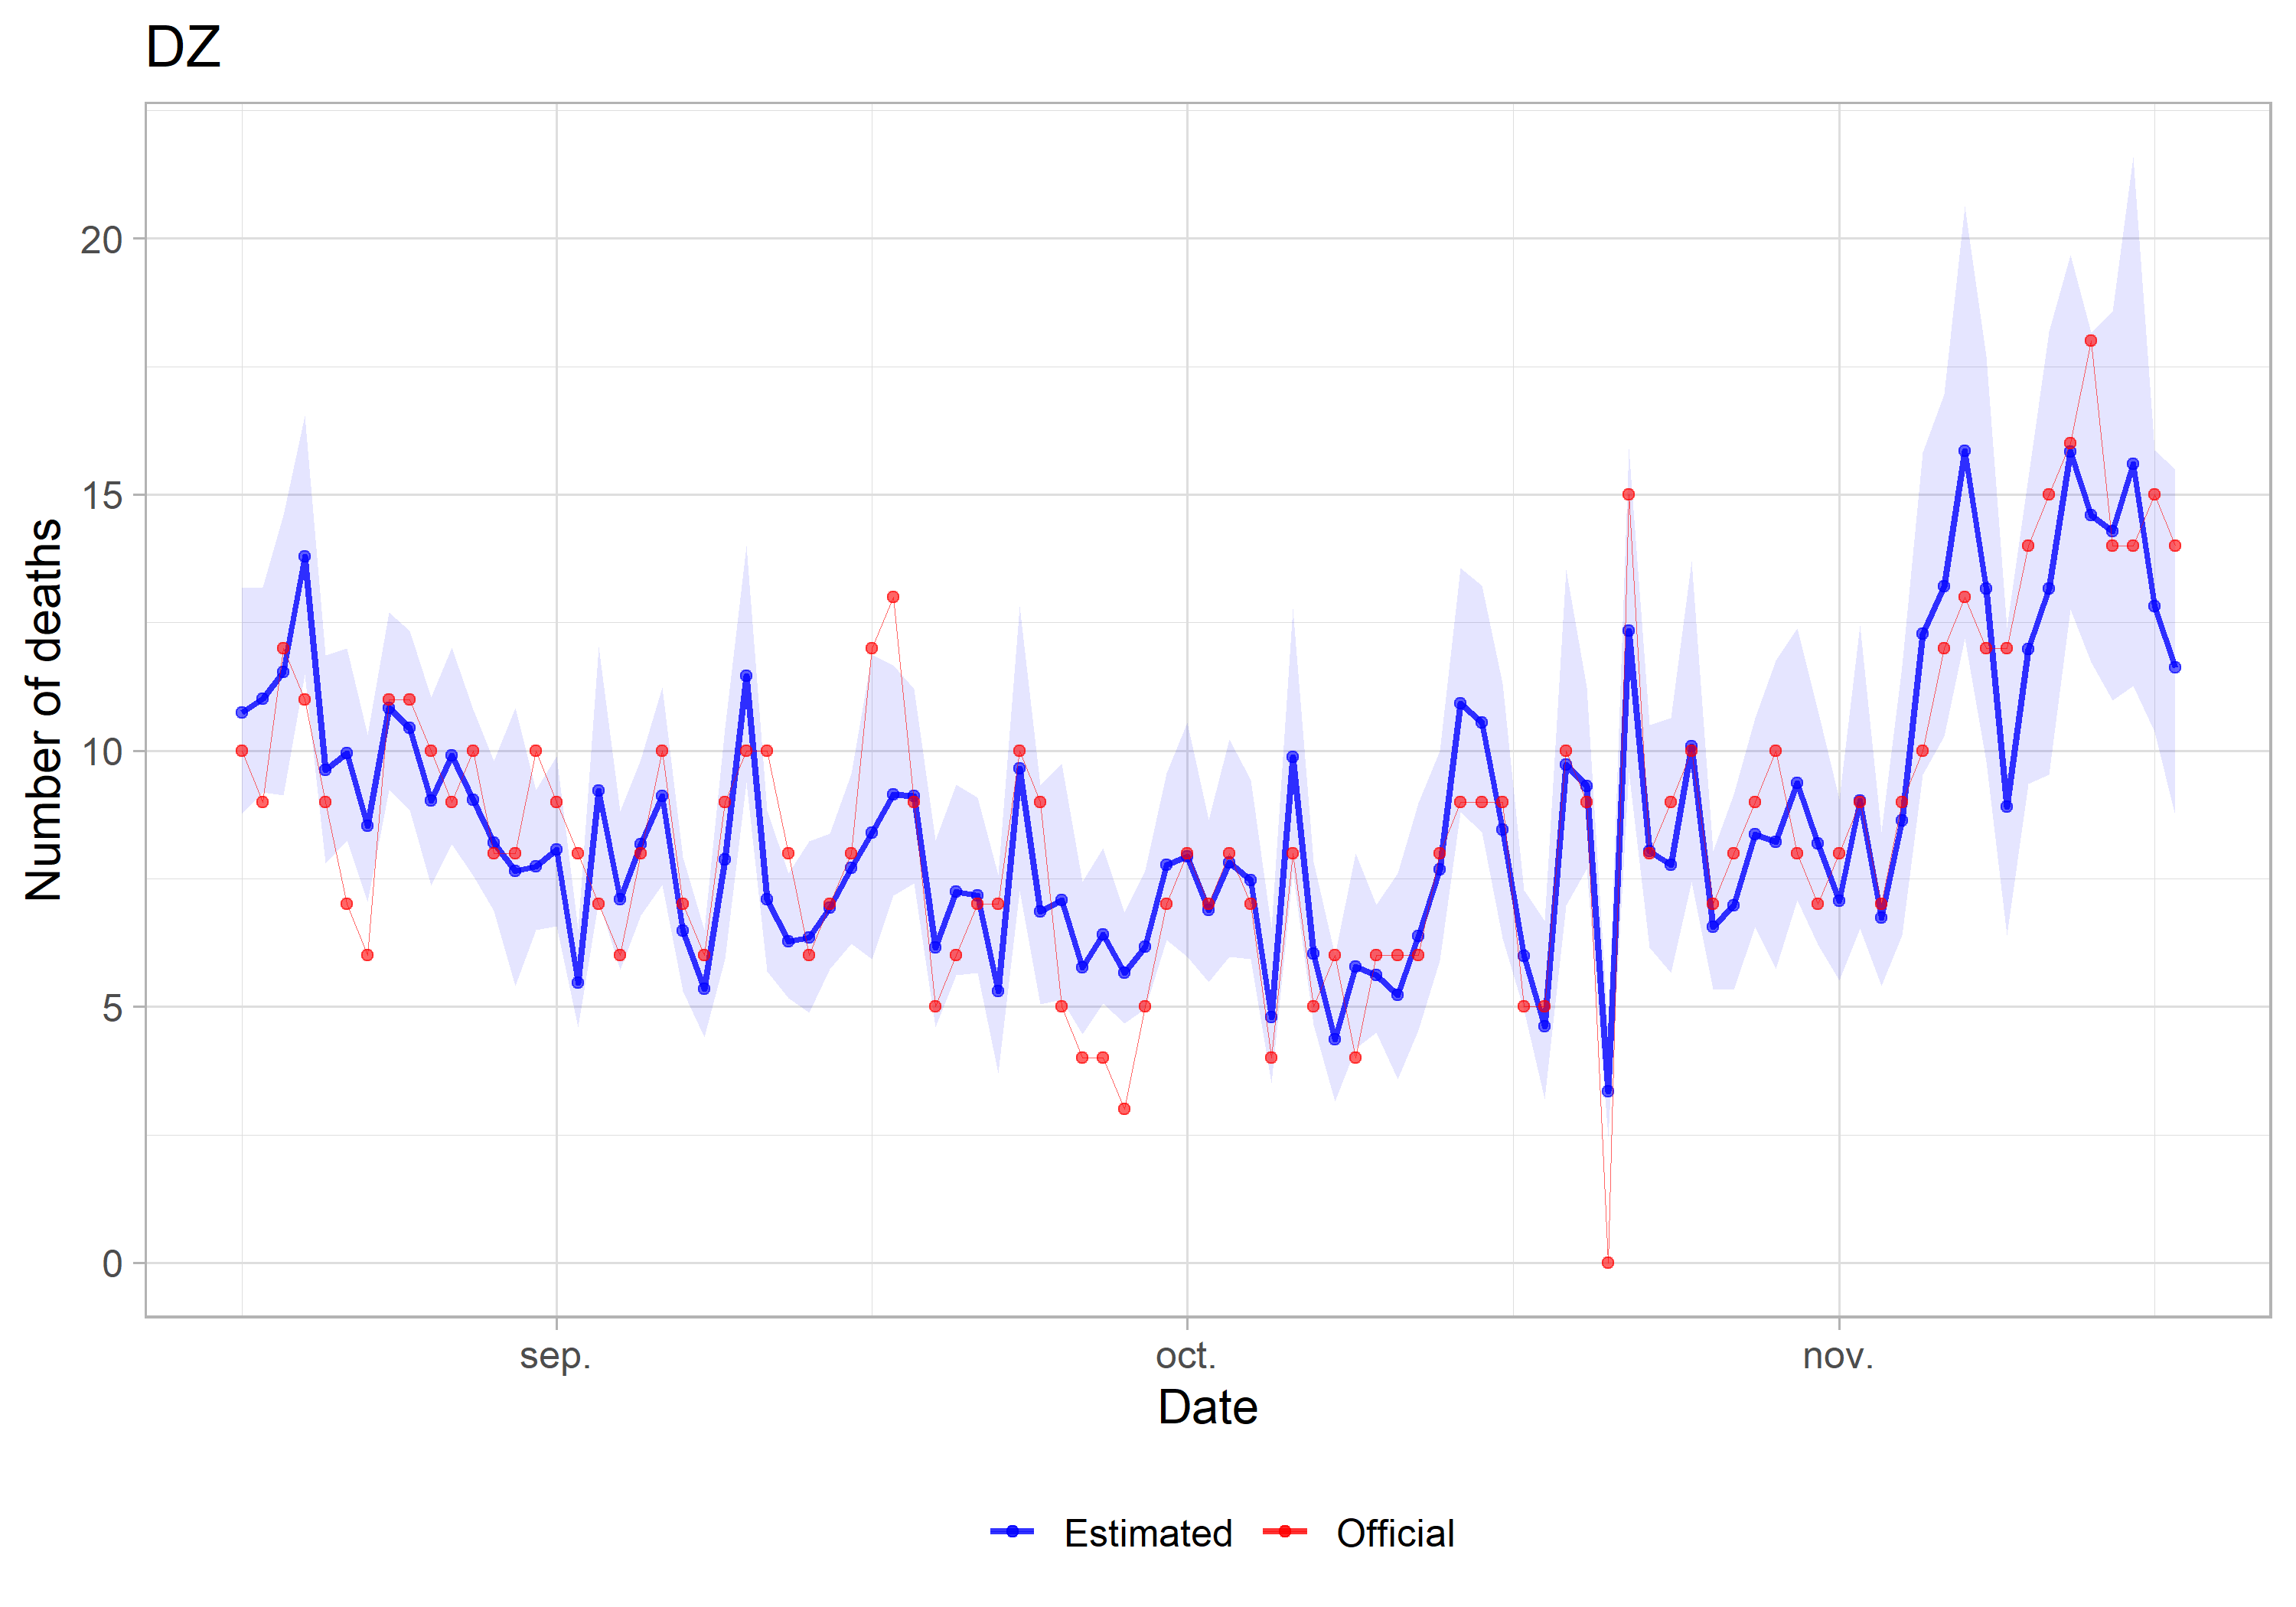 DZ
Number of deaths
20
15
10
5
0
sep.
oct.
nov.
Date
Estimated
Official